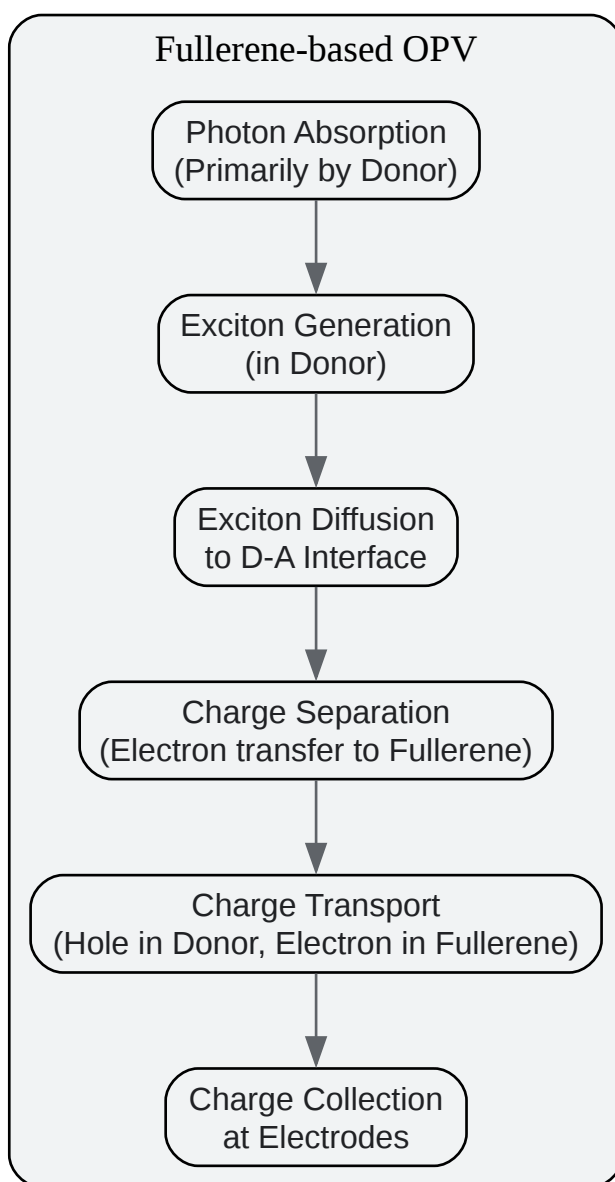 Fullerene-based OPV
Photon Absorption
(Primarily by Donor)
Exciton Generation
(in Donor)
Exciton Diffusion
to D-A Interface
Charge Separation
(Electron transfer to Fullerene)
Charge Transport
(Hole in Donor, Electron in Fullerene)
Charge Collection
at Electrodes